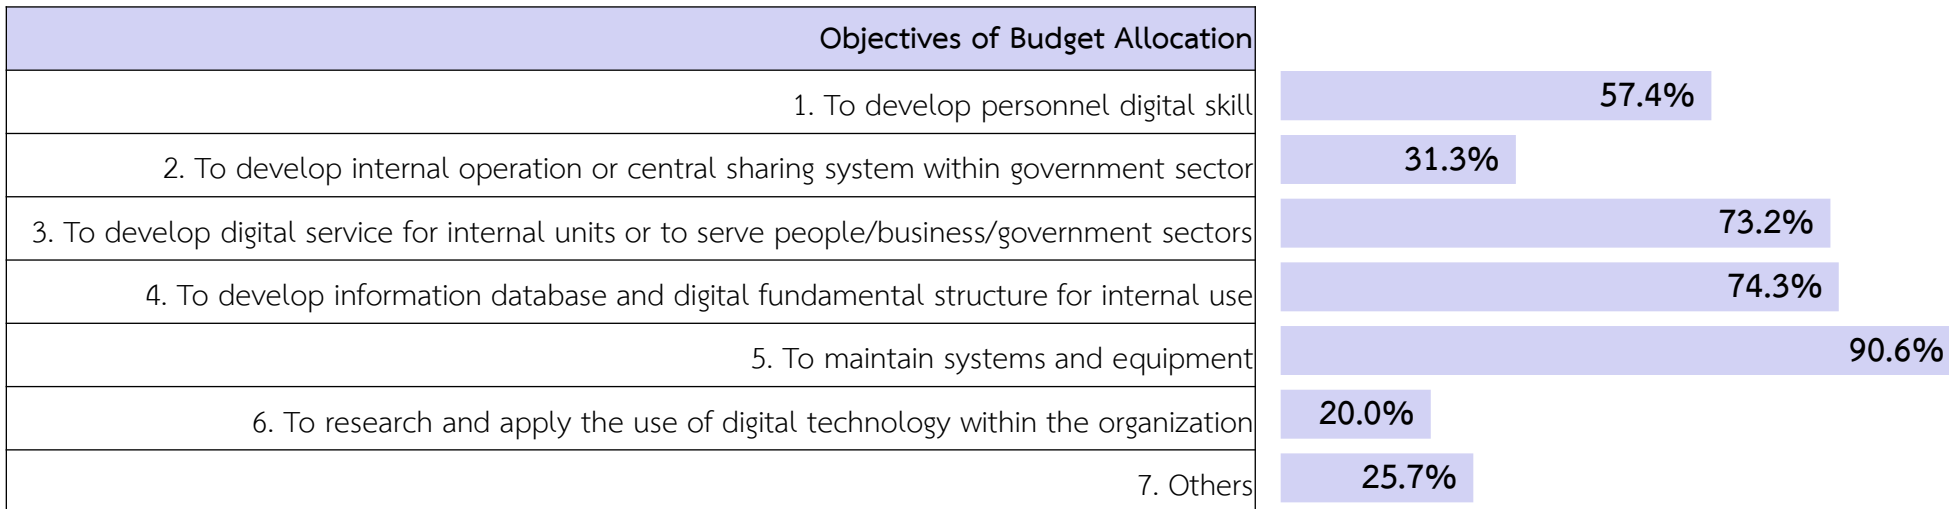 Objectives of Budget Allocation
1. To develop personnel digital skill 57.4%
2. To develop internal operation or central sharing system within government sector 31.3%
3. To develop digital service for internal units or to serve people/business/government sectors 73.2%
4. To develop information database and digital fundamental structure for internal use 74.3%
5. To maintain systems and equipment 90.6%
6. To research and apply the use of digital technology within the organization 20.0%
7. Others 25.7%